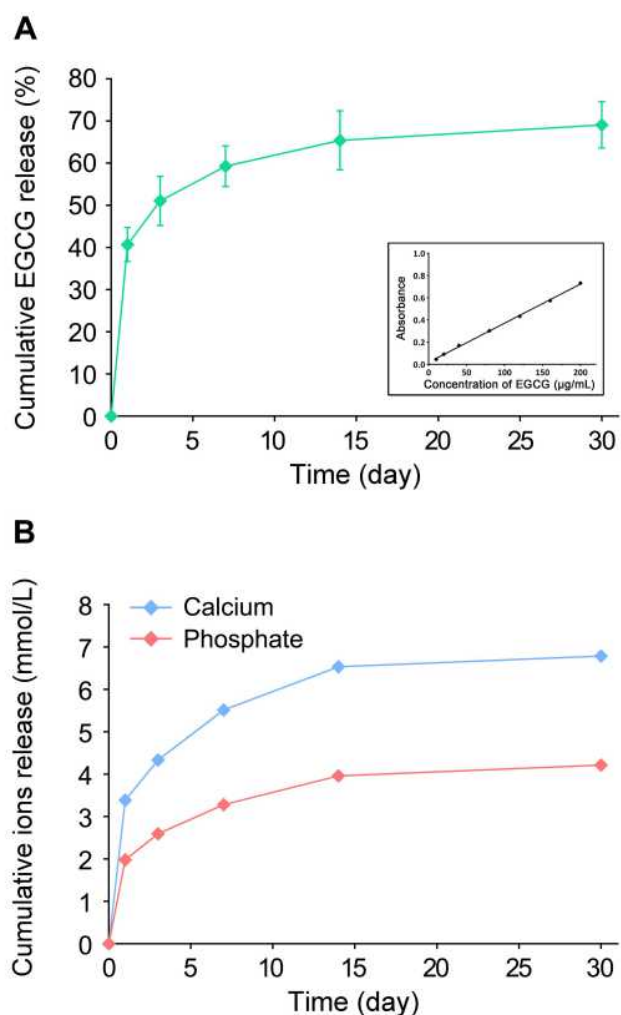 A
Cumulative EGCG release (%)
80
70
60
50
40
30
20
10
0
0 5 10 15 20 25 30
Time (day)
Absorbance
1.0
0.8
0.6
0.4
0.2
0.0
0 50 100 150 200
Concentration of EGCG (µg/mL)
B
Cumulative ions release (mmol/L)
8
7
6
5
4
3
2
1
0
Calcium
Phosphate
0 5 10 15 20 25 30
Time (day)